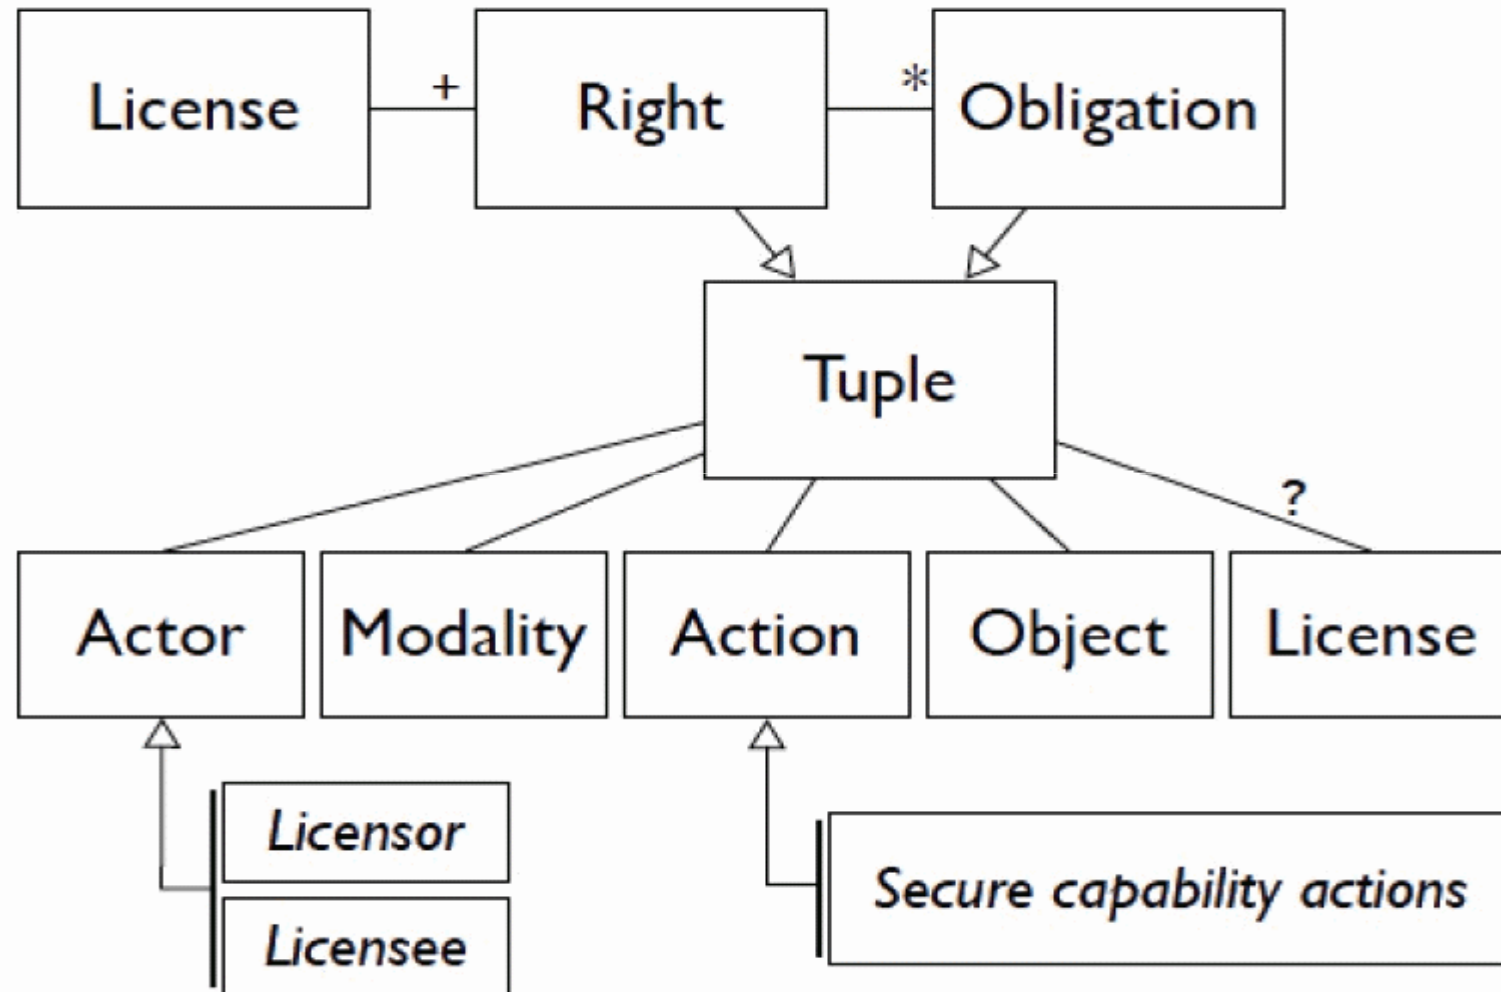 License
+
Right
*
Obligation
Tuple
?
Actor
Modality
Action
Object
License
Licensor
Licensee
Secure capability actions